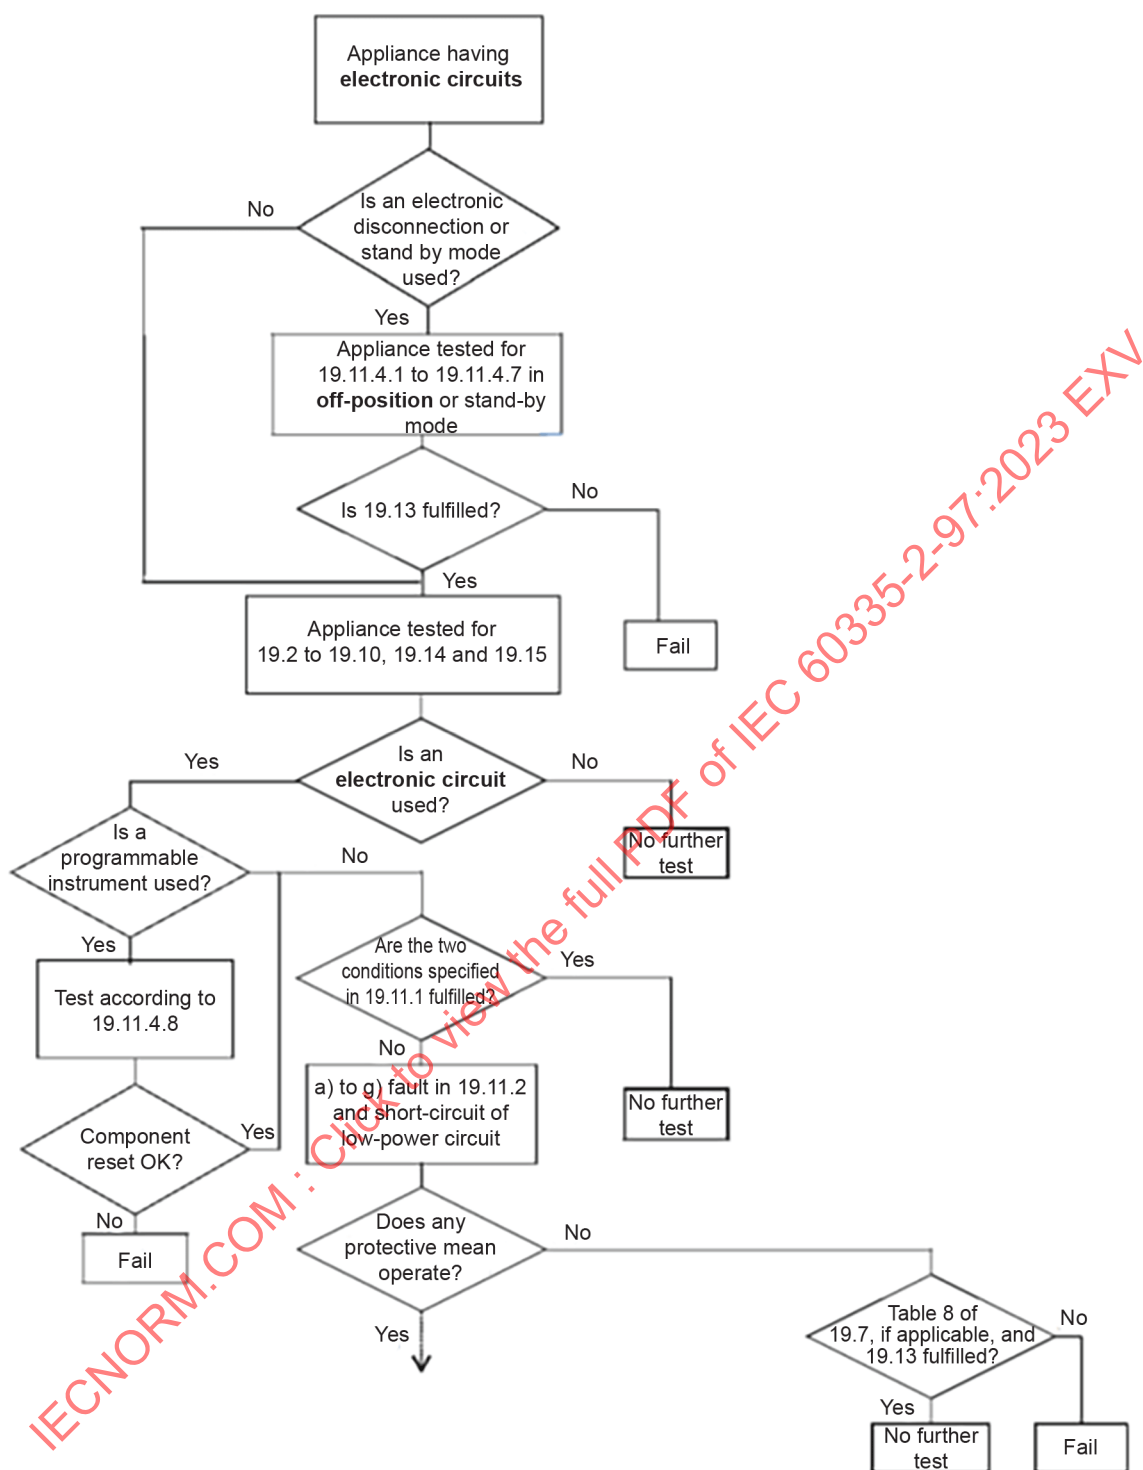 Appliance having
electronic circuits
No
Is an electronic
disconnection or
stand by mode
used?
Yes
Appliance tested for
19.11.4.1 to 19.11.4.7 in
off-position or stand-by
mode
Is 19.13 fulfilled?
No
Yes
Fail
Appliance tested for
19.2 to 19.10, 19.14 and 19.15
Is an
electronic circuit
used?
Yes
No
No further
test
Is a
programmable
instrument used?
No
Yes
Are the two
conditions specified
in 19.11.1 fulfilled?
Yes
No further
test
Test according to
19.11.4.8
No
a) to g) fault in 19.11.2
and short-circuit of
low-power circuit
Component
reset OK?
Yes
No
Fail
Does any
protective mean
operate?
No
Yes
Table 8 of
19.7, if applicable, and
19.13 fulfilled?
No
Yes
No further
test
Fail
IECNORM.COM : Click to view the full PDF of IEC 60335-2-97:2023 EXV